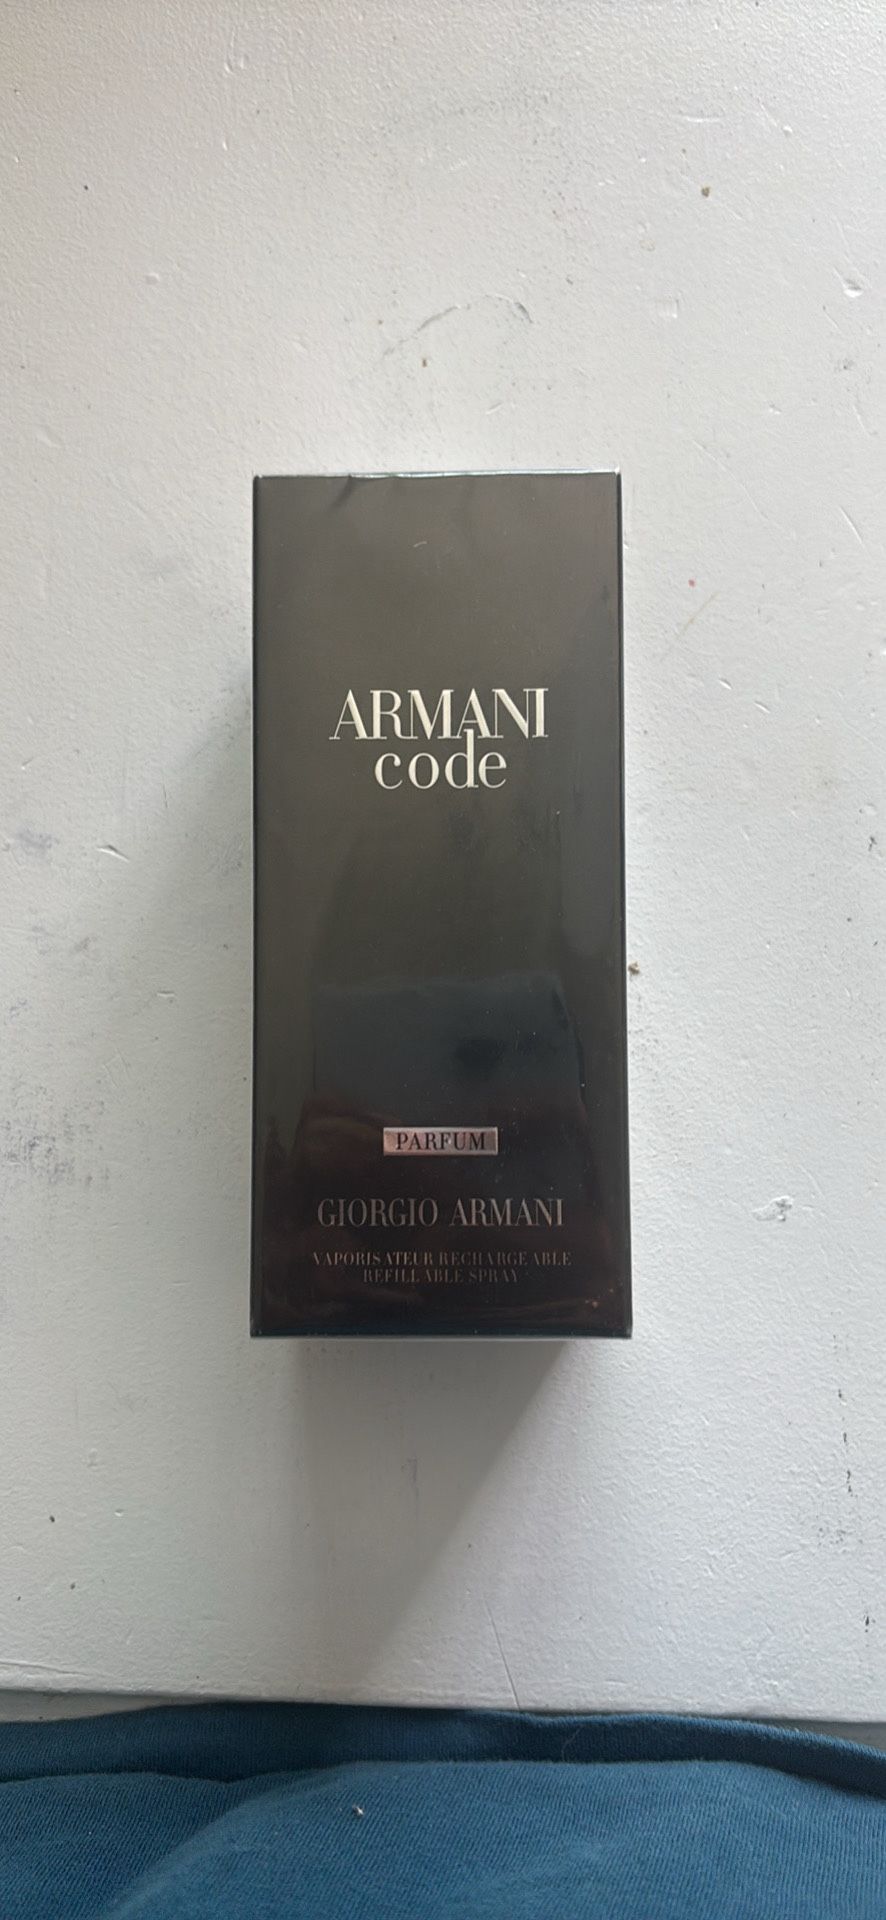 ARMANI
code
PARFUM
GIORGIO ARMANI
VAPORISATEUR RECHARGEABLE
REFILLABLE SPRAY